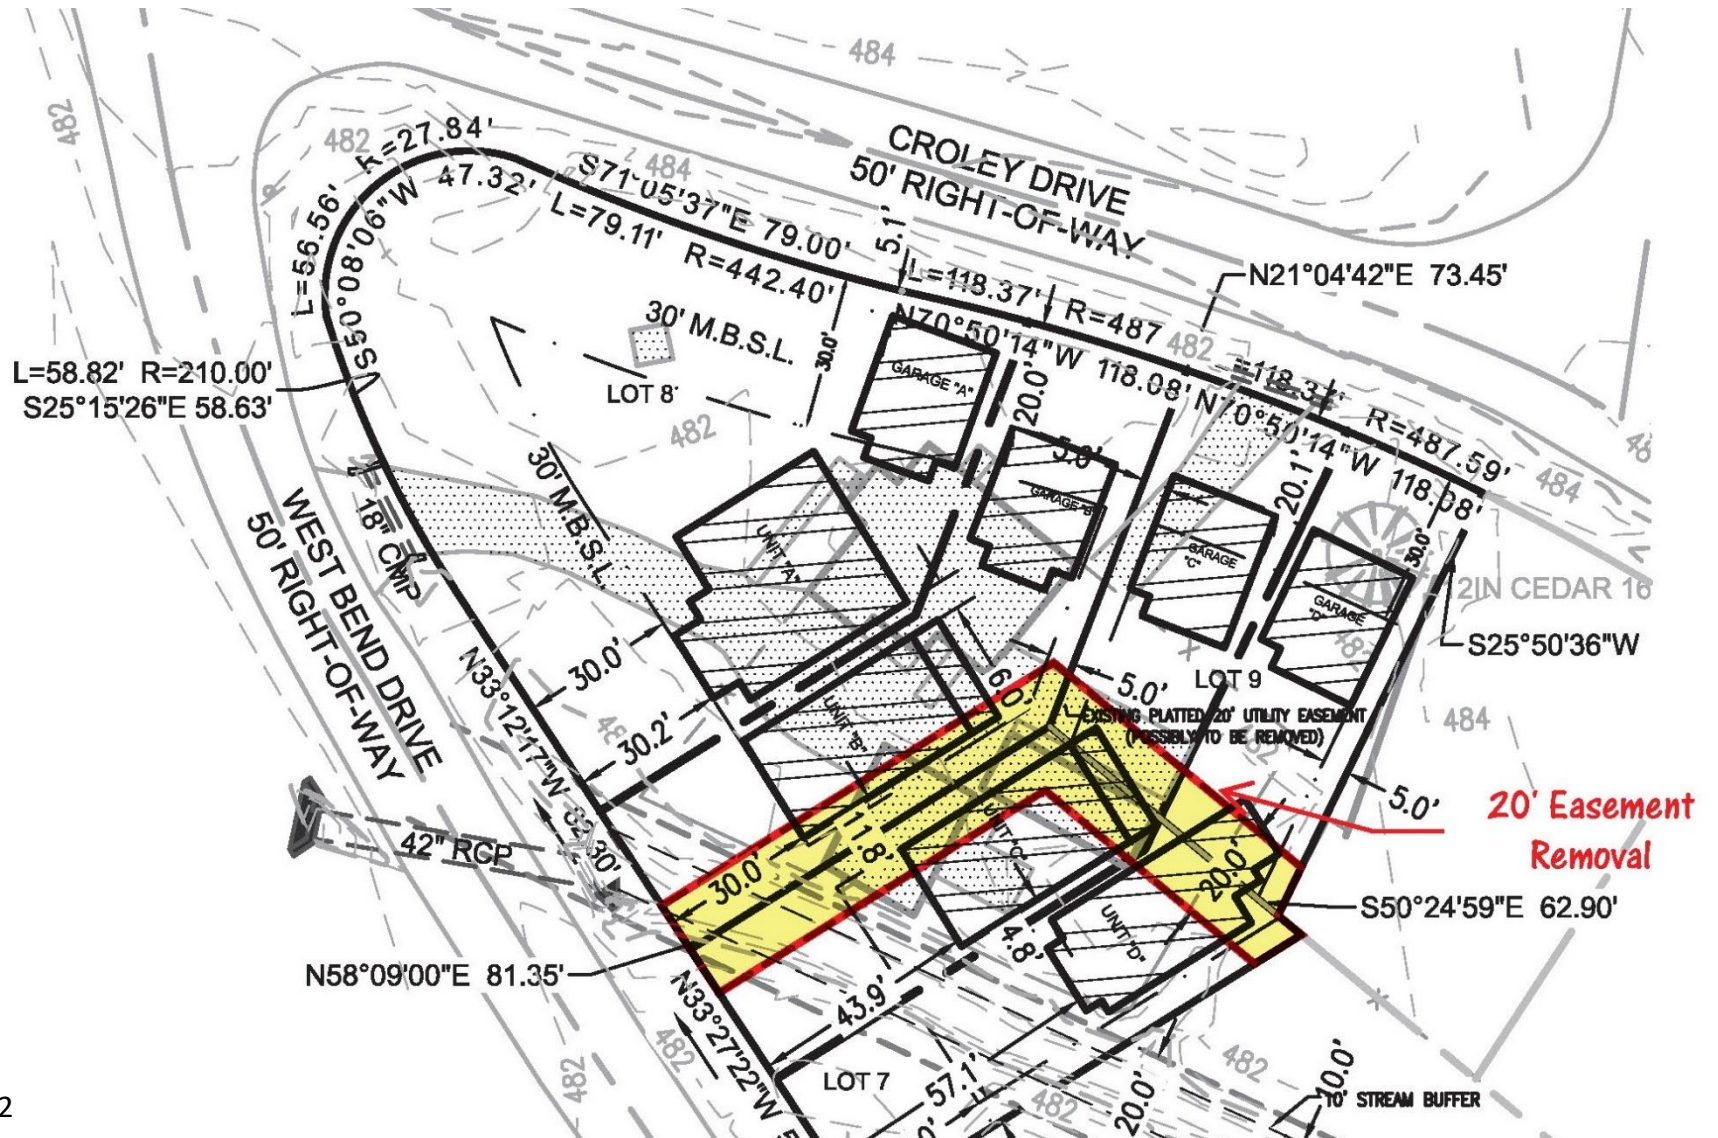 484
482
CROLEY DRIVE
50' RIGHT-OF-WAY
R=27.84'
482
484
47.32'
S71°05'37"E 79.00'
L=79.11' R=442.40'
5.1'
L=56.56'
S50°08'06"W
L=118.37' R=487
N70°50'14"W 118.08'
N21°04'42"E 73.45'
482
R=487.59'
N70°50'14"W 118.08'
484
30' M.B.S.L.
30.0'
GARAGE "A"
20.0'
5.0'
L=58.82' R=210.00'
S25°15'26"E 58.63'
LOT 8
482
GARAGE "B"
20.1'
30.0'
30' M.B.S.L.
18" CMP
WEST BEND DRIVE
50' RIGHT-OF-WAY
UNIT "A"
GARAGE
"C"
GARAGE
"D"
12IN CEDAR 16
482
S25°50'36"W
30.0'
N33°12'17"W 82.30'
6.0'
5.0'
LOT 9
30.2'
UNIT "B"
EXISTING PLATTED 20' UTILITY EASEMENT
(POSSIBLY TO BE REMOVED)
484
5.0'
20' Easement
Removal
42" RCP
11.8'
UNIT "C"
30.0'
20.0'
S50°24'59"E 62.90'
UNIT "D"
4.8'
N58°09'00"E 81.35'
43.9'
N33°27'22"W
482
482
482
LOT 7
57.1'
482
20.0'
10.0'
10' STREAM BUFFER
2